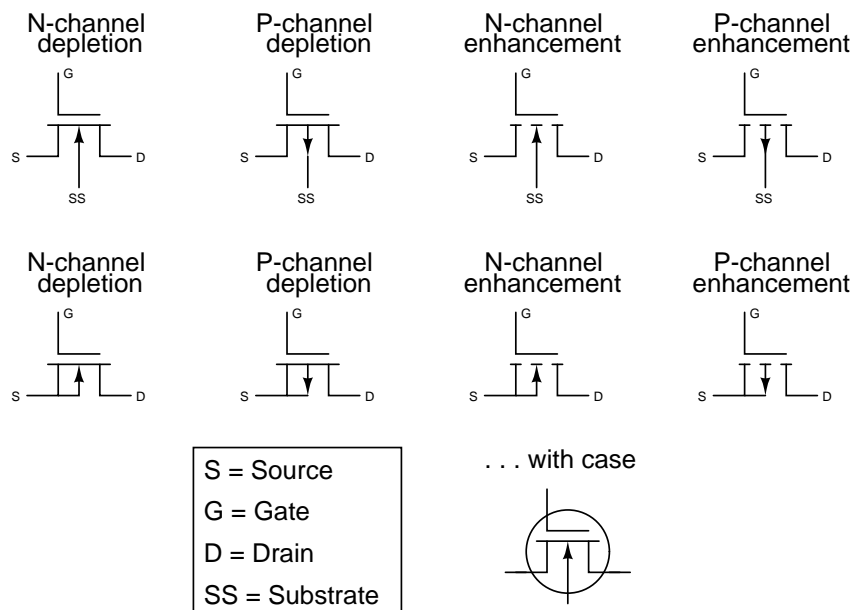 N-channel
depletion
P-channel
depletion
N-channel
enhancement
P-channel
enhancement
G
S
D
SS
G
S
D
SS
G
S
D
SS
G
S
D
SS
N-channel
depletion
P-channel
depletion
N-channel
enhancement
P-channel
enhancement
G
S
D
G
S
D
G
S
D
G
S
D
S = Source
G = Gate
D = Drain
SS = Substrate
. . . with case